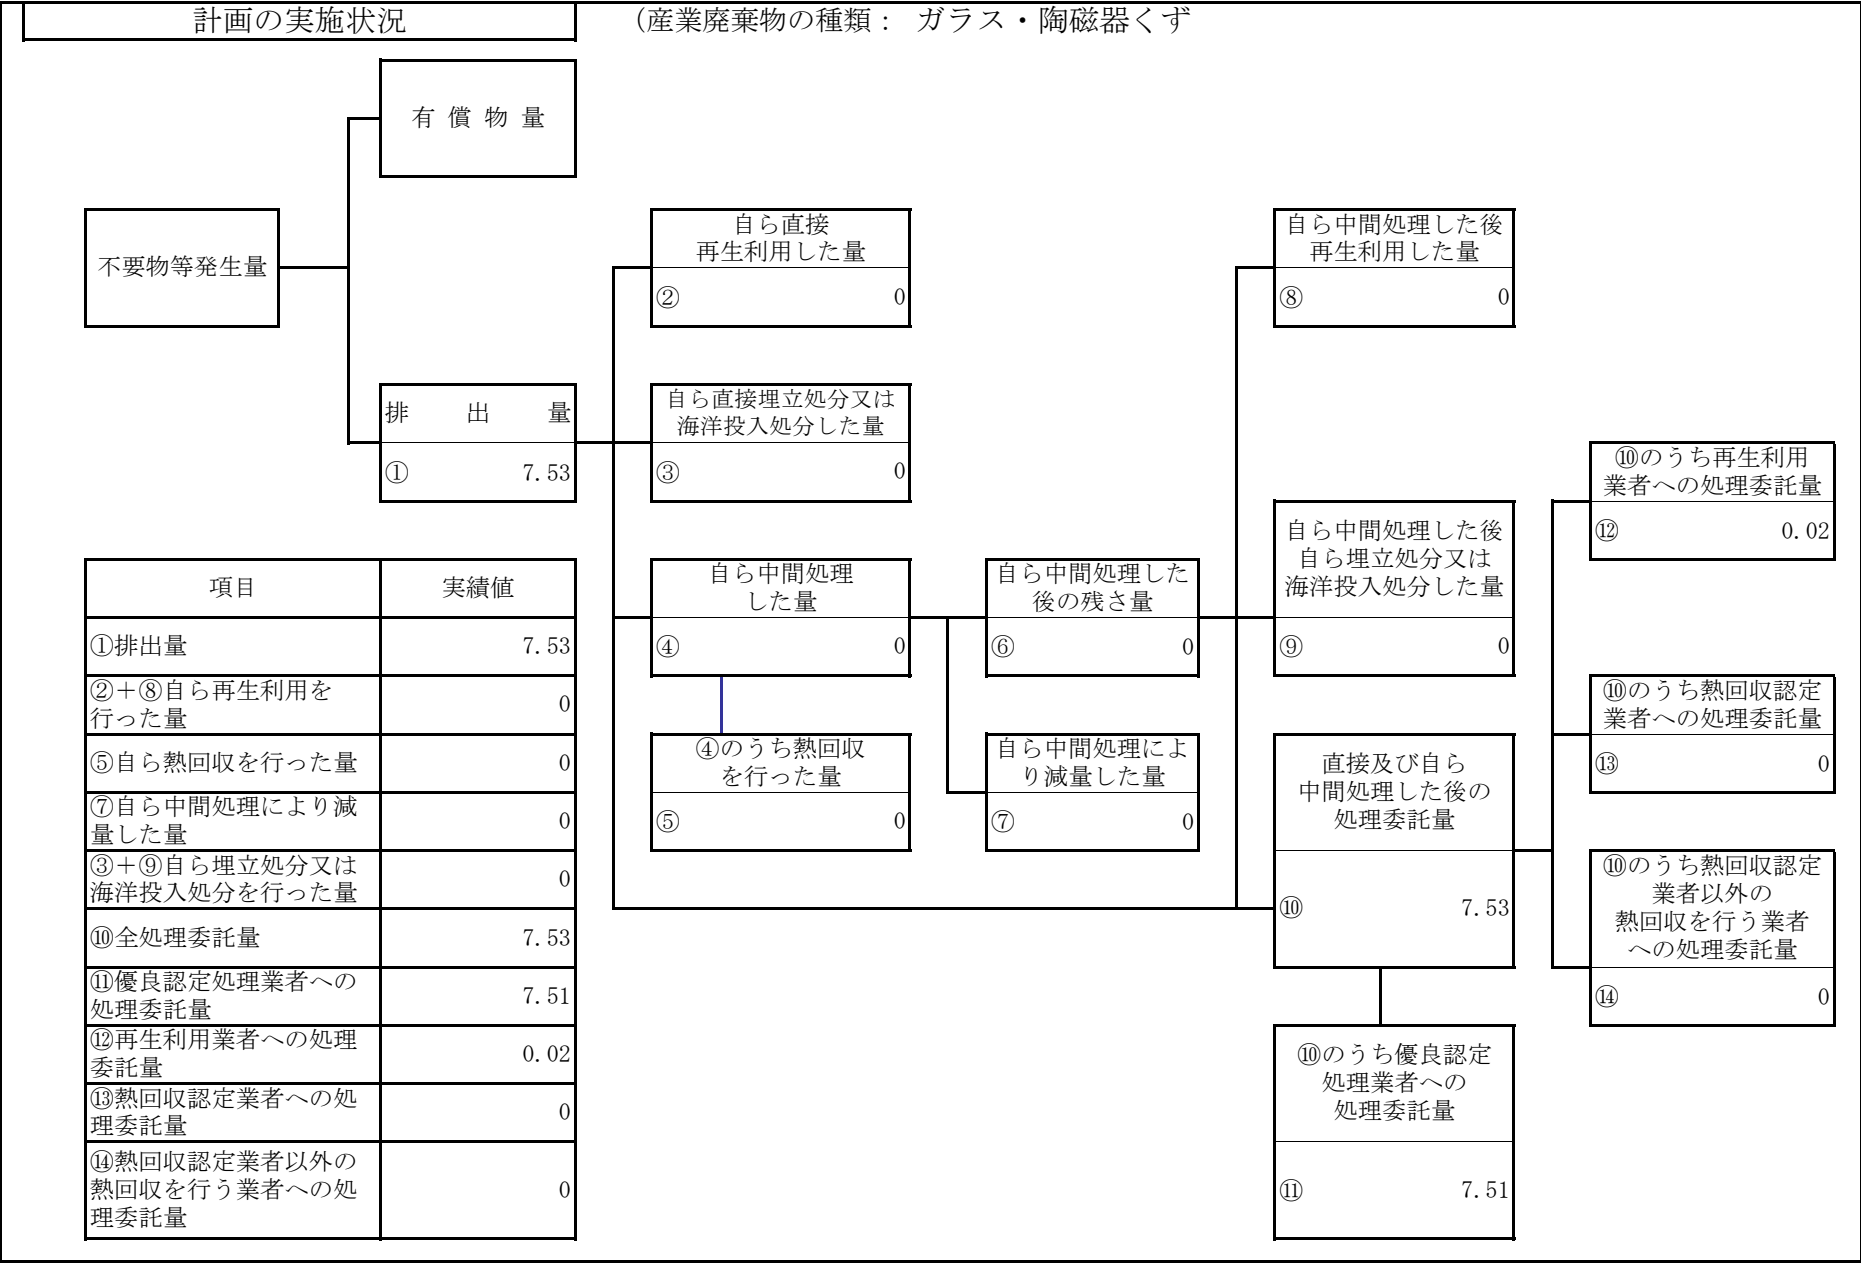 計画の実施状況
(産業廃棄物の種類： ガラス・陶磁器くず
有 償 物 量
不要物等発生量
自ら直接
再生利用した量
② 0
自ら中間処理した後
再生利用した量
⑧ 0
排 出 量
① 7.53
自ら直接埋立処分又は
海洋投入処分した量
③ 0
⑩のうち再生利用
業者への処理委託量
⑫ 0.02
自ら中間処理した後
自ら埋立処分又は
海洋投入処分した量
⑨ 0
自ら中間処理
した量
④ 0
自ら中間処理した
後の残さ量
⑥ 0
⑩のうち熱回収認定
業者への処理委託量
⑬ 0
④のうち熱回収
を行った量
⑤ 0
自ら中間処理によ
り減量した量
⑦ 0
直接及び自ら
中間処理した後の
処理委託量
⑩ 7.53
⑩のうち熱回収認定
業者以外の
熱回収を行う業者
への処理委託量
⑭ 0
⑩のうち優良認定
処理業者への
処理委託量
⑪ 7.51
項目 実績値
①排出量 7.53
②＋⑧自ら再生利用を
行った量 0
⑤自ら熱回収を行った量 0
⑦自ら中間処理により減
量した量 0
③＋⑨自ら埋立処分又は
海洋投入処分を行った量 0
⑩全処理委託量 7.53
⑪優良認定処理業者への
処理委託量 7.51
⑫再生利用業者への処理
委託量 0.02
⑬熱回収認定業者への処
理委託量 0
⑭熱回収認定業者以外の
熱回収を行う業者への処
理委託量 0